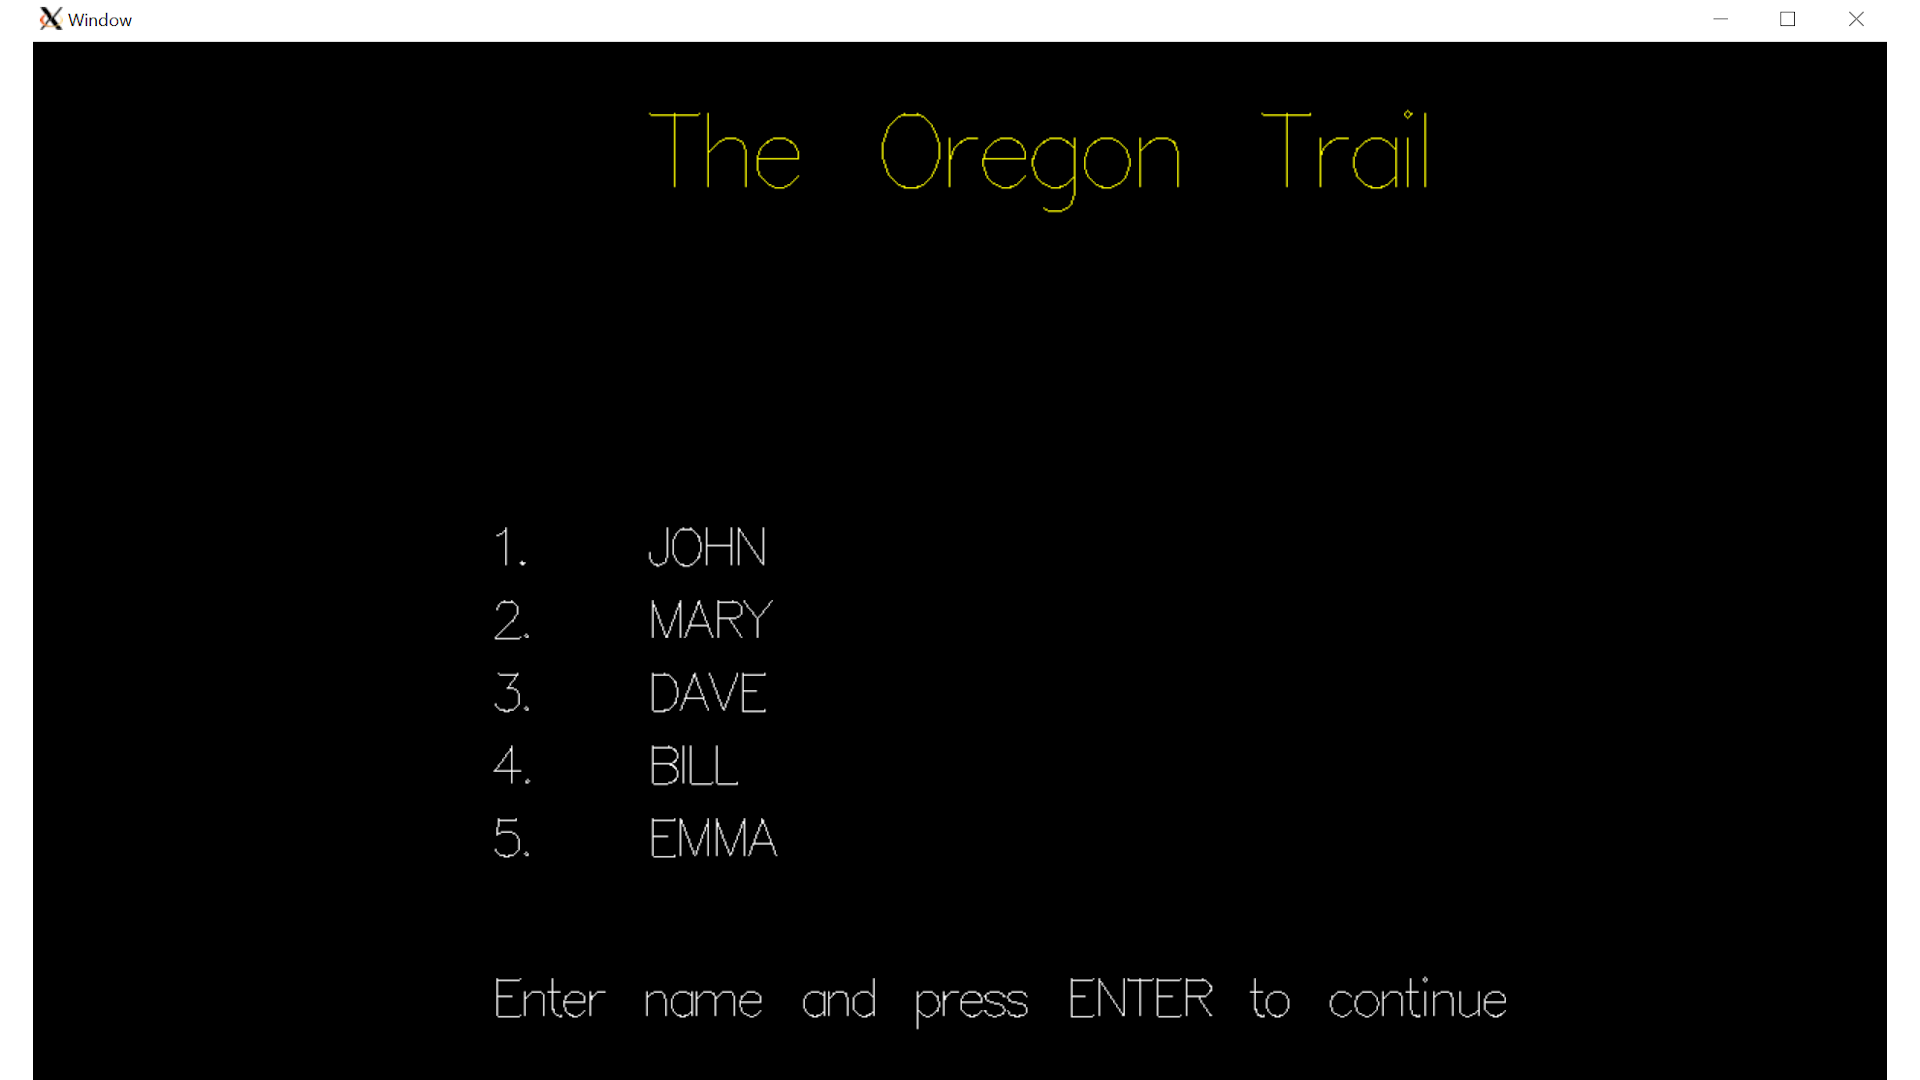 Window
The Oregon Trail
1. JOHN
2. MARY
3. DAVE
4. BILL
5. EMMA
Enter name and press ENTER to continue